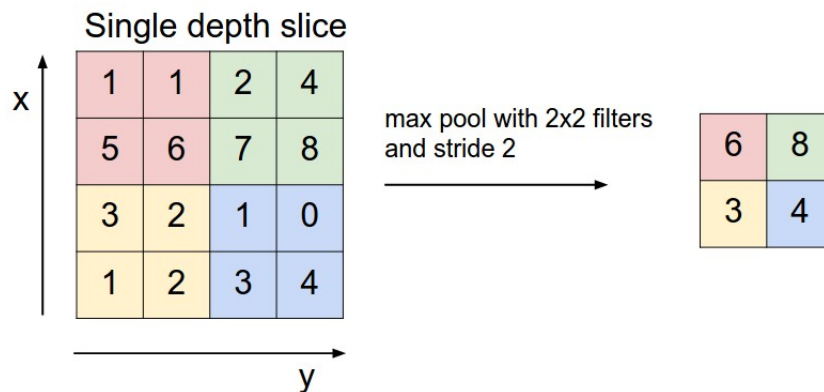 Single depth slice
x
1 1 2 4
5 6 7 8
3 2 1 0
1 2 3 4
y
max pool with 2x2 filters
and stride 2
6 8
3 4